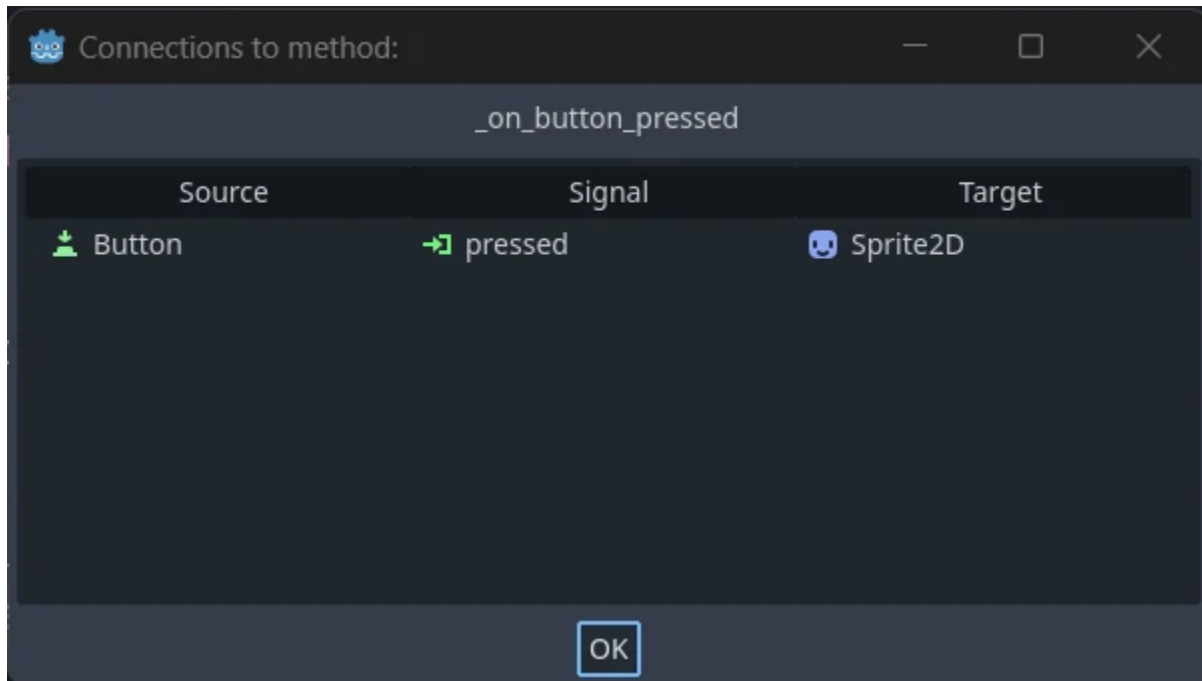 Connections to method:
_on_button_pressed
Source Signal Target
Button pressed Sprite2D
OK